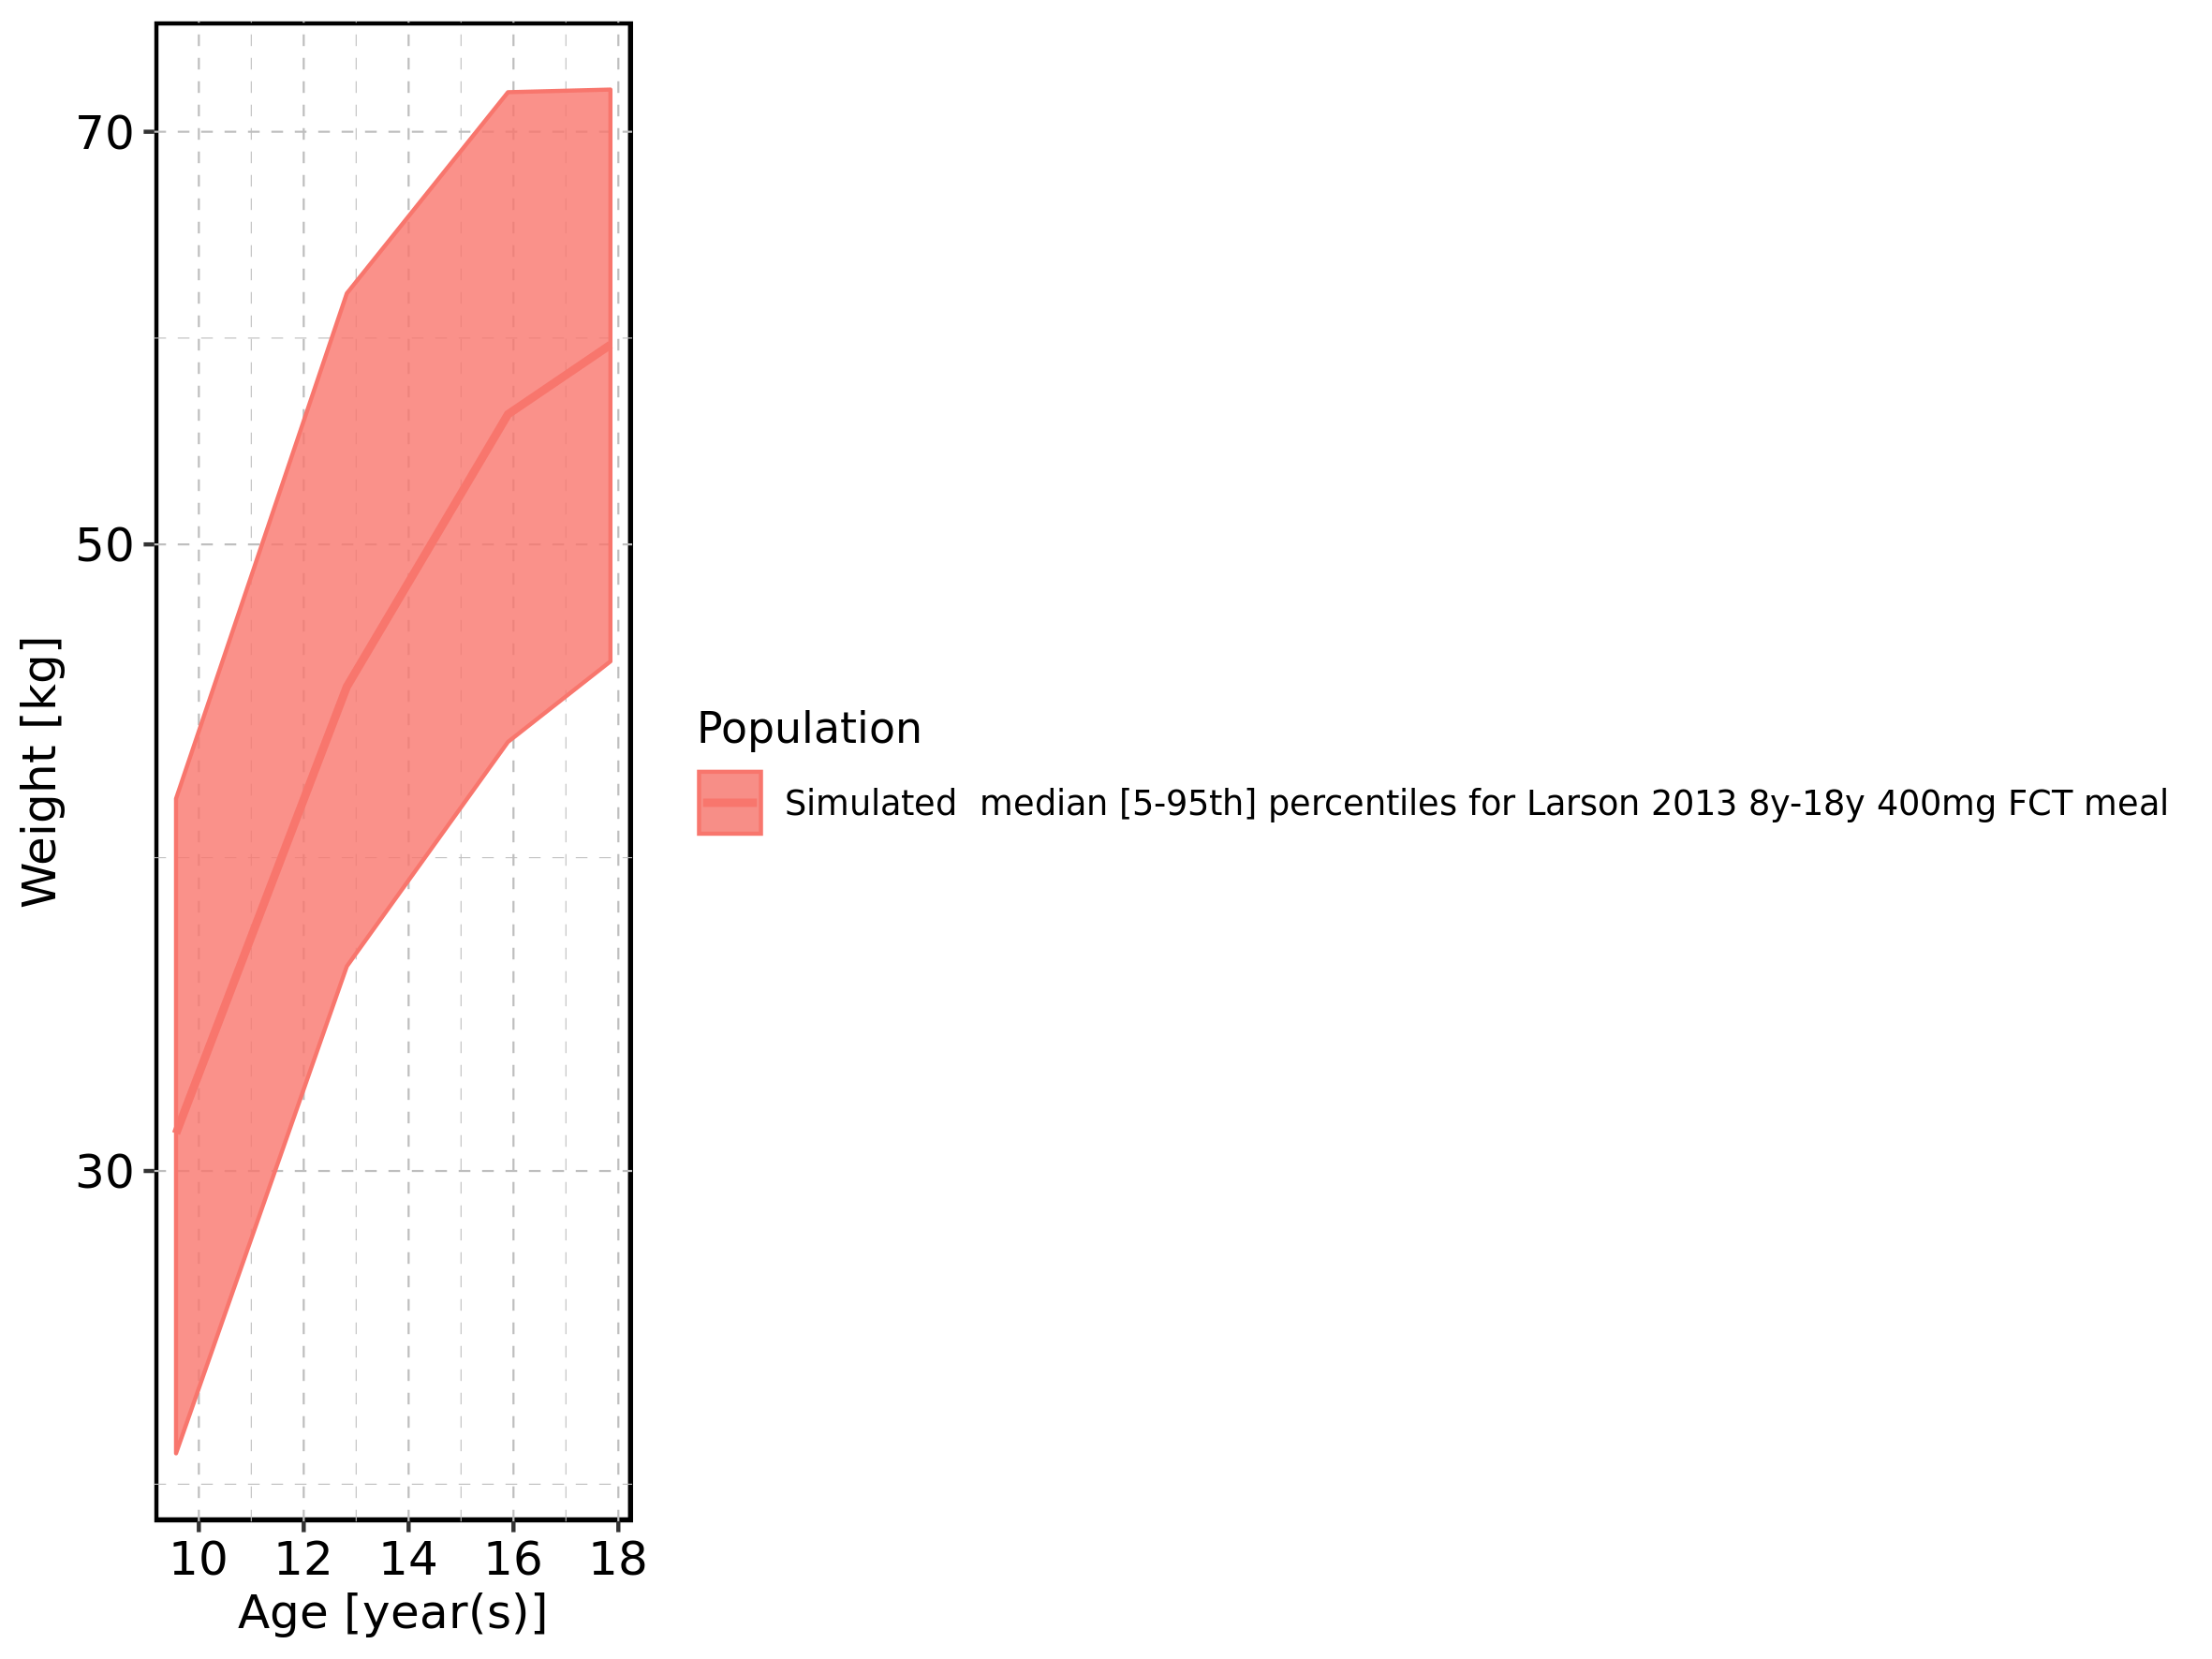 70
50
30
Weight [kg]
10 12 14 16 18
Age [year(s)]
Population
Simulated  median [5-95th] percentiles for Larson 2013 8y-18y 400mg FCT meal